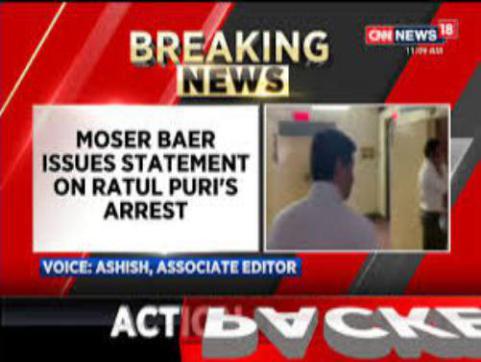 BREAKING
NEWS
CNN NEWS 18
11:09 AM
MOSER BAER
ISSUES STATEMENT
ON RATUL PURI'S
ARREST
VOICE: ASHISH, ASSOCIATE EDITOR